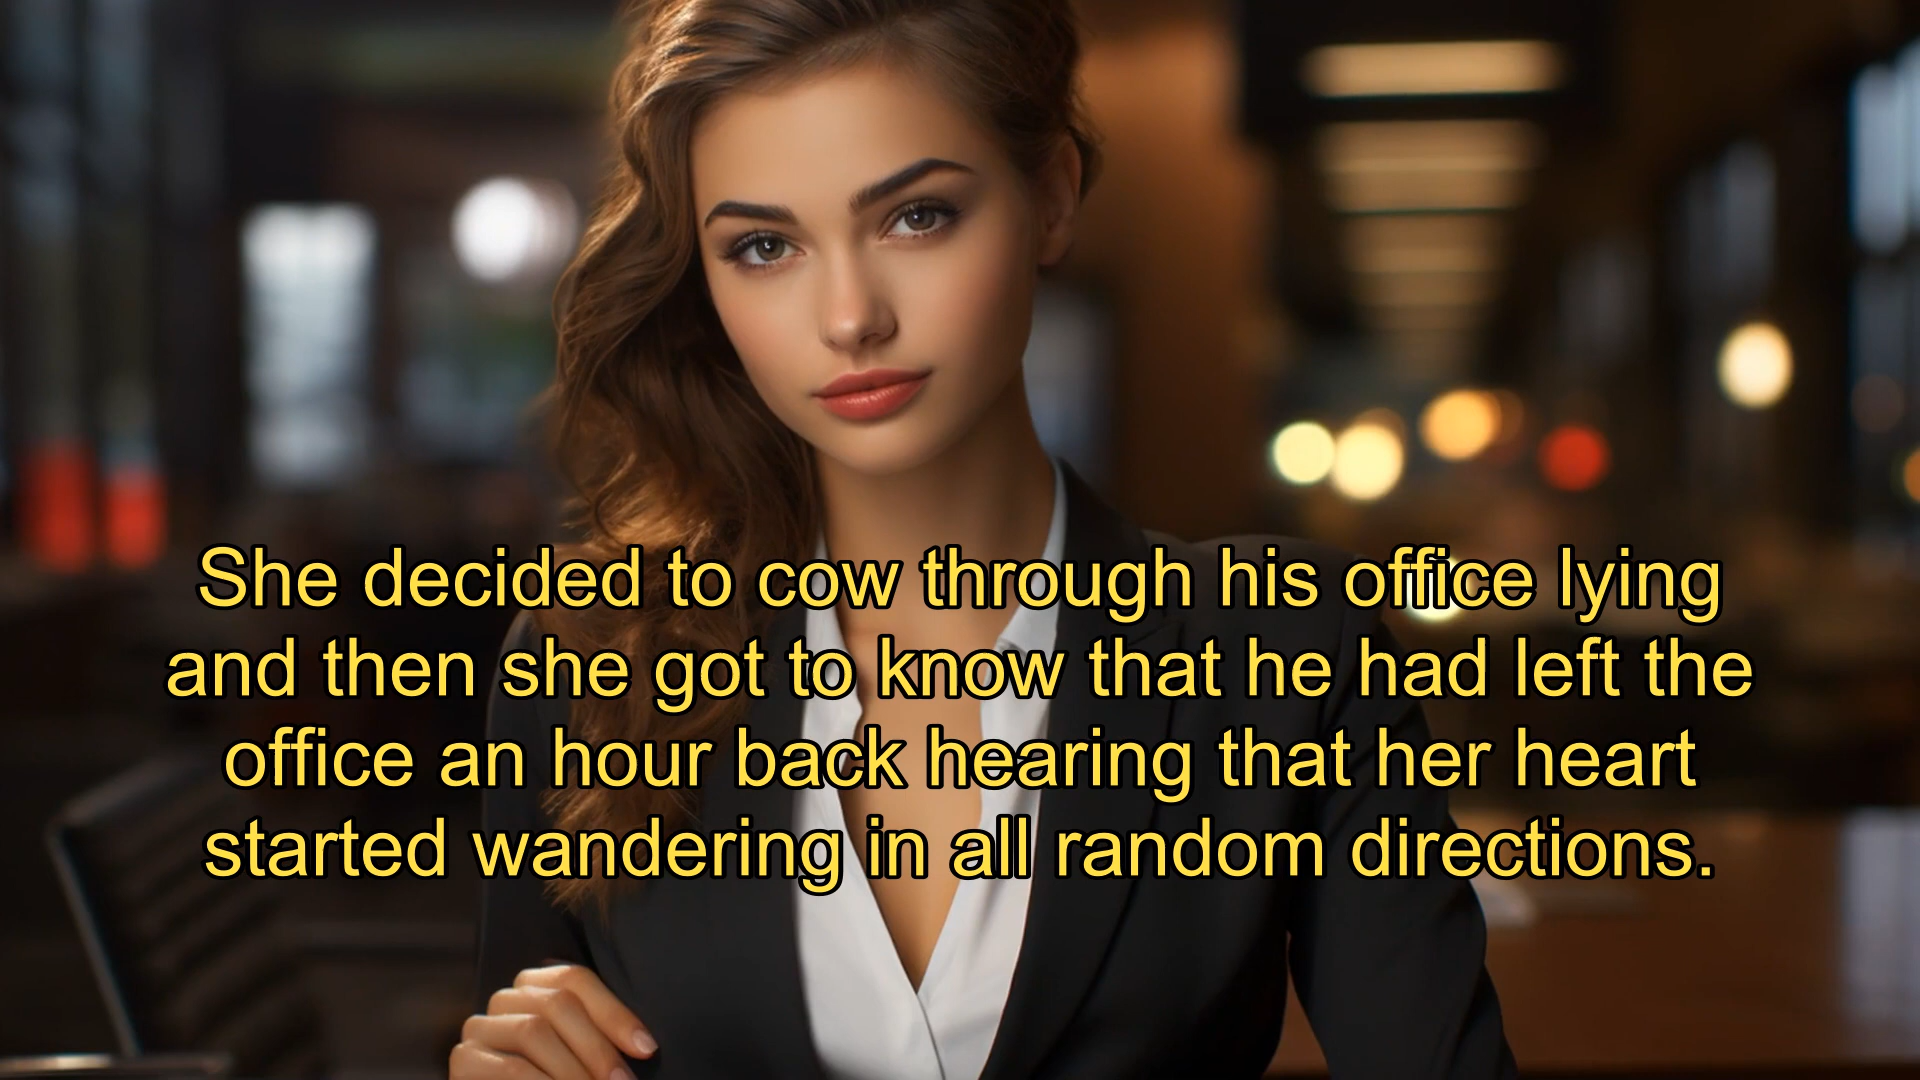 She decided to cow through his office lying
and then she got to know that he had left the
office an hour back hearing that her heart
started wandering in all random directions.